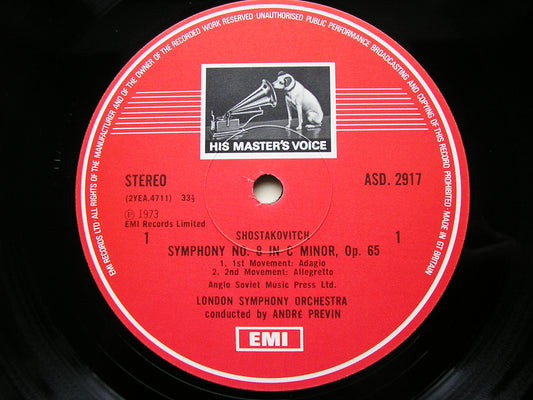 EMI RECORDS LTD ALL RIGHTS OF THE MANUFACTURER AND OF THE OWNER OF THE RECORDED WORK RESERVED UNAUTHORISED PUBLIC PERFORMANCE BROADCASTING AND COPYING OF THIS RECORD PROHIBITED MADE IN GT BRITAIN
HIS MASTER'S VOICE
STEREO
ASD. 2917
(2YEA.4711) 33⅓
Ⓟ 1973
EMI Records Limited
1 SHOSTAKOVITCH 1
SYMPHONY NO. 8 IN C MINOR, Op. 65
1. 1st Movement: Adagio
2. 2nd Movement: Allegretto
Anglo Soviet Music Press Ltd.
LONDON SYMPHONY ORCHESTRA
conducted by ANDRÉ PREVIN
EMI